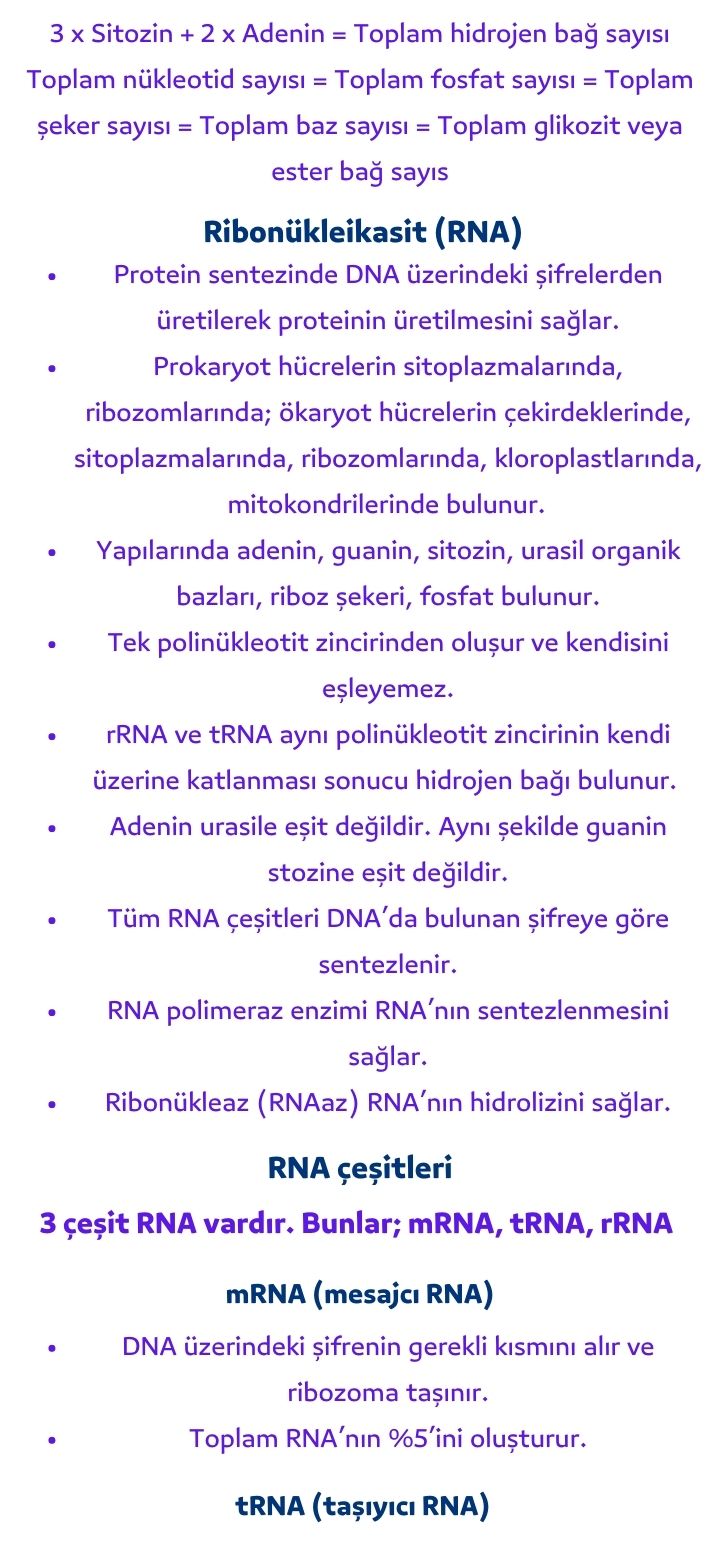 3 x Sitozin + 2 x Adenin = Toplam hidrojen bağ sayısı
Toplam nükleotid sayısı = Toplam fosfat sayısı = Toplam
şeker sayısı = Toplam baz sayısı = Toplam glikozit veya
ester bağ sayıs
Ribonükleikasit (RNA)
• Protein sentezinde DNA üzerindeki şifrelerden
üretilerek proteinin üretilmesini sağlar.
• Prokaryot hücrelerin sitoplazmalarında,
ribozomlarında; ökaryot hücrelerin çekirdeklerinde,
sitoplazmalarında, ribozomlarında, kloroplastlarında,
mitokondrilerinde bulunur.
• Yapılarında adenin, guanin, sitozin, urasil organik
bazları, riboz şekeri, fosfat bulunur.
• Tek polinükleotit zincirinden oluşur ve kendisini
eşleyemez.
• rRNA ve tRNA aynı polinükleotit zincirinin kendi
üzerine katlanması sonucu hidrojen bağı bulunur.
• Adenin urasile eşit değildir. Aynı şekilde guanin
stozine eşit değildir.
• Tüm RNA çeşitleri DNA’da bulunan şifreye göre
sentezlenir.
• RNA polimeraz enzimi RNA’nın sentezlenmesini
sağlar.
• Ribonükleaz (RNAaz) RNA’nın hidrolizini sağlar.
RNA çeşitleri
3 çeşit RNA vardır. Bunlar; mRNA, tRNA, rRNA
mRNA (mesajcı RNA)
• DNA üzerindeki şifrenin gerekli kısmını alır ve
ribozoma taşınır.
• Toplam RNA’nın %5’ini oluşturur.
tRNA (taşıyıcı RNA)